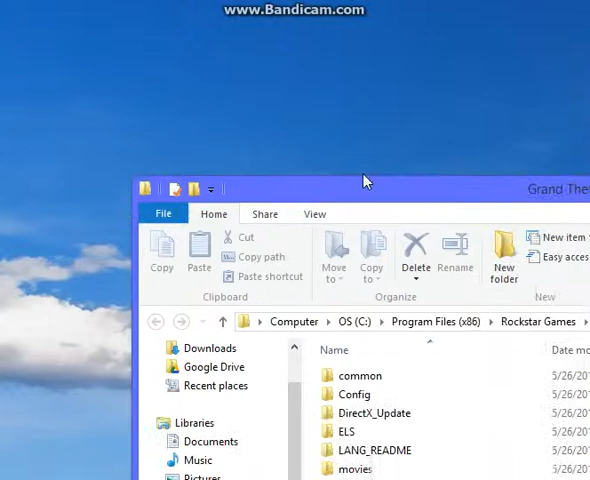 www.Bandicam.com
Grand The
File Home Share View
Copy Paste Cut Copy path Paste shortcut
Move to Copy to Delete Rename New folder
New item
Easy acces
Clipboard Organize New
Computer OS (C:) Program Files (x86) Rockstar Games
Downloads
Google Drive
Recent places
Libraries
Documents
Music
Pictures
Name Date mo
common 5/26/201
Config 5/26/201
DirectX_Update 5/26/201
ELS 5/26/201
LANG_README 5/26/201
movies 5/26/201